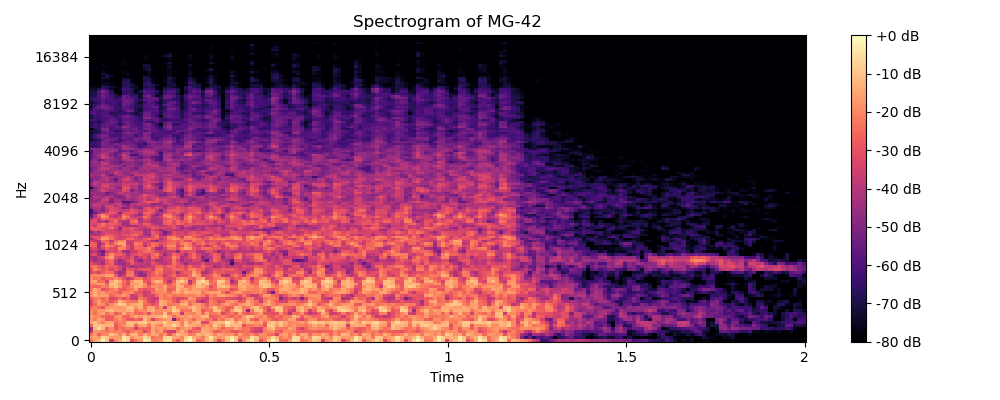 Spectrogram of MG-42
Hz
16384
8192
4096
2048
1024
512
0
0
0.5
1
1.5
2
Time
+0 dB
-10 dB
-20 dB
-30 dB
-40 dB
-50 dB
-60 dB
-70 dB
-80 dB